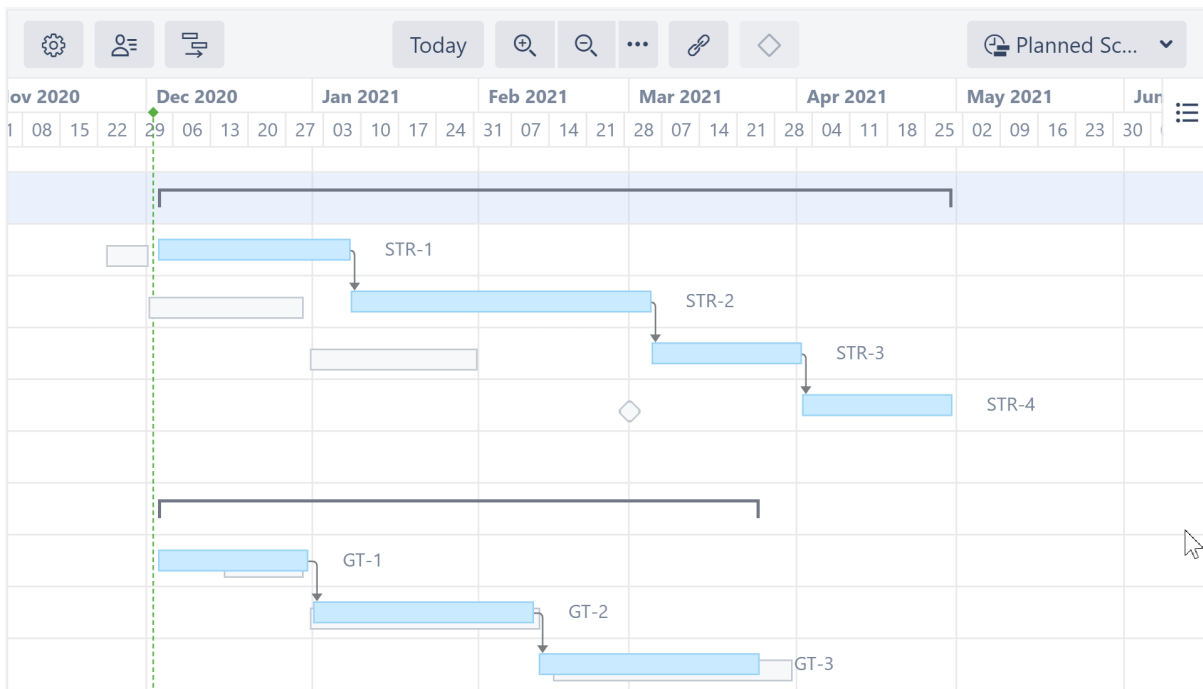 Today ••• Planned Sc...
ov 2020 Dec 2020 Jan 2021 Feb 2021 Mar 2021 Apr 2021 May 2021 Jun
1 08 15 22 29 06 13 20 27 03 10 17 24 31 07 14 21 28 07 14 21 28 04 11 18 25 02 09 16 23 30
STR-1
STR-2
STR-3
STR-4
GT-1
GT-2
GT-3